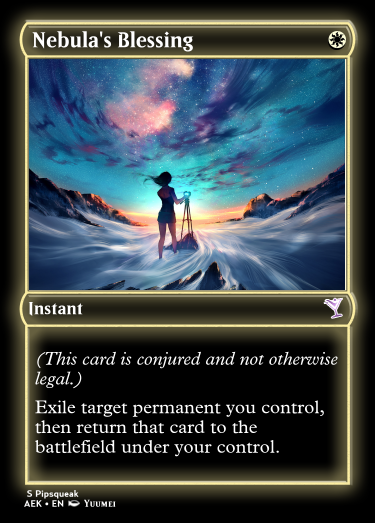 Nebula's Blessing
Instant
(This card is conjured and not otherwise
legal.)
Exile target permanent you control,
then return that card to the
battlefield under your control.
S Pipsqueak
AEK • EN Yuumei